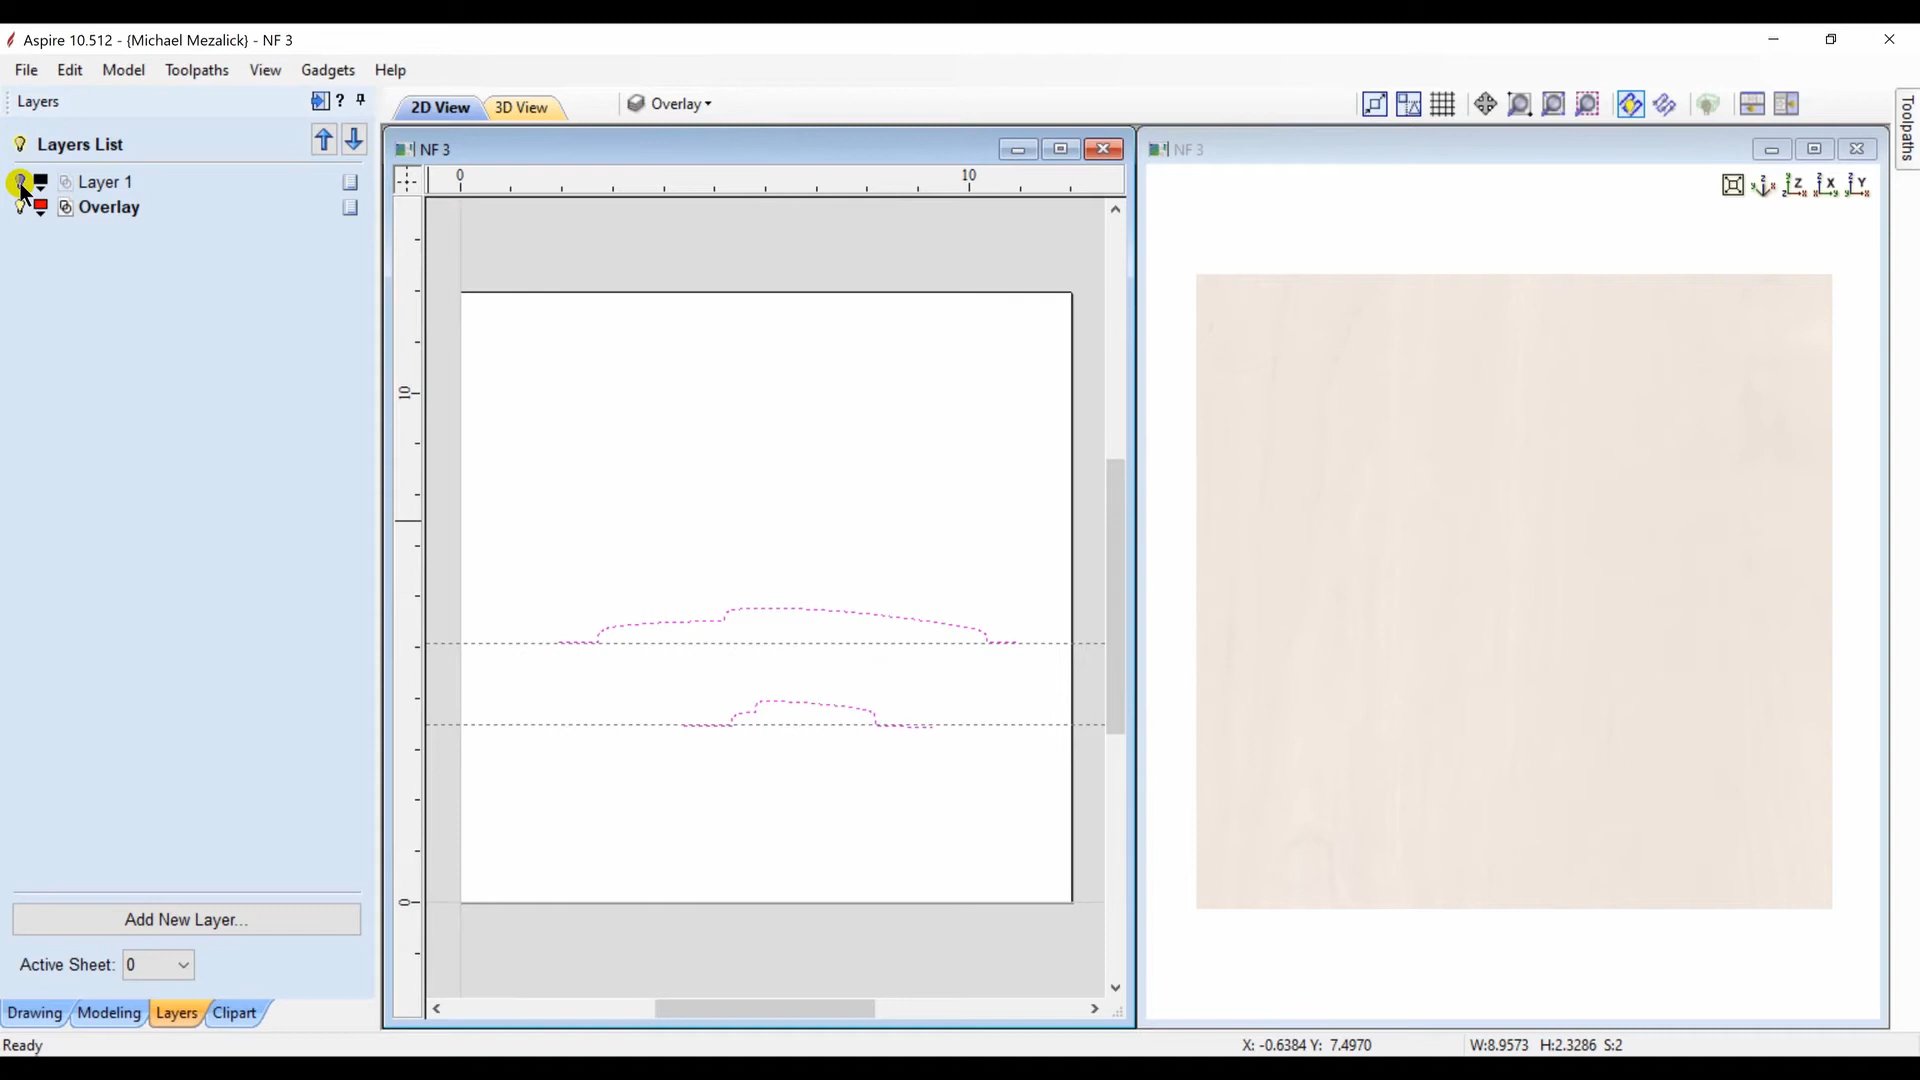 Aspire 10.512 - {Michael Mezalick} - NF 3
File Edit Model Toolpaths View Gadgets Help
Layers
?
2D View 3D View Overlay
Toolpaths
Layers List
NF 3
NF 3
0 10
Z X Y
Layer 1
Overlay
10
0
Add New Layer...
Active Sheet: 0
Drawing Modeling Layers Clipart
Ready
X: -0.6384 Y: 7.4970
W:8.9573 H:2.3286 S:2